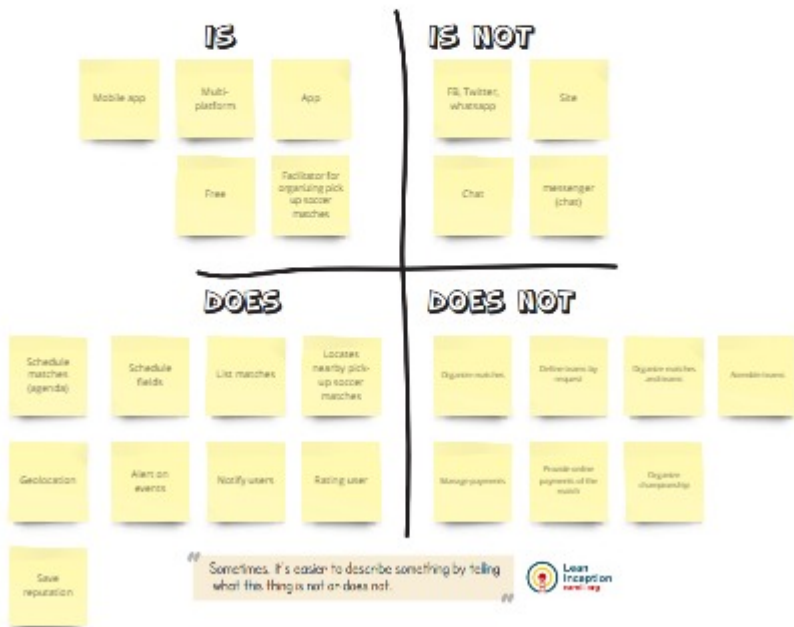 IS
IS NOT
Mobile app
Multi-
platform
App
FB, Twitter,
whatsapp
Site
Free
Facilitator for
organizing pick
up soccer
matches
Chat
messenger
(chat)
DOES
DOES NOT
Schedule
matches
(agenda)
Schedule
fields
List matches
Locates
nearby pick-
up soccer
matches
Organize matches
Define teams by
request
Organize matches
and teams
Geolocation
Alert on
events
Notify users
Rating user
Manage payments
Provide online
payments of the
match
Organize
championship
Save
reputation
" Sometimes, it's easier to describe something by telling
what this thing is not or does not. "
Lean
Inception